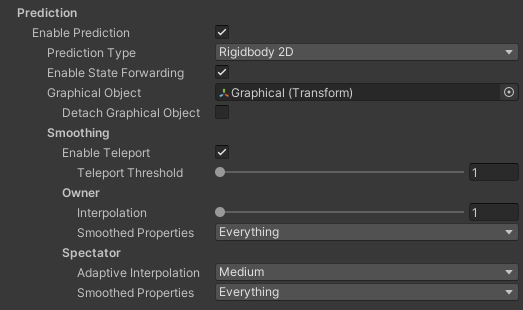 Prediction
Enable Prediction
Prediction Type Rigidbody 2D
Enable State Forwarding
Graphical Object Graphical (Transform)
Detach Graphical Object
Smoothing
Enable Teleport
Teleport Threshold 1
Owner
Interpolation 1
Smoothed Properties Everything
Spectator
Adaptive Interpolation Medium
Smoothed Properties Everything